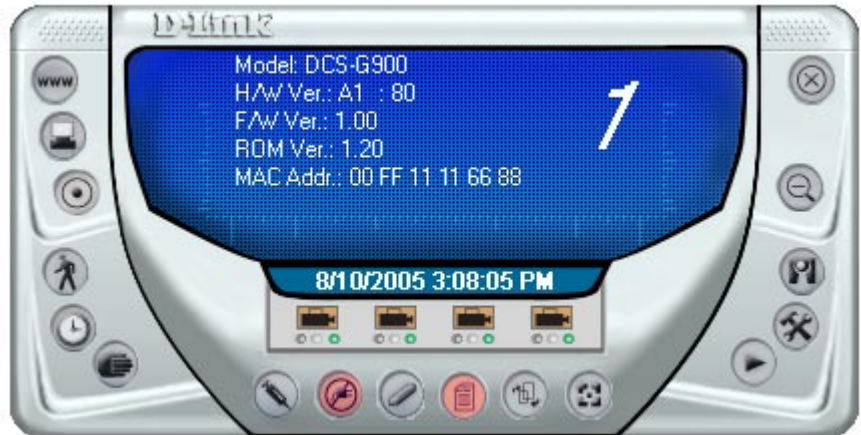 D-Link
www
Model: DCS-G900
H/W Ver.: A1 : 80
F/W Ver.: 1.00
ROM Ver.: 1.20
MAC Addr.: 00 FF 11 11 66 88
1
8/10/2005 3:08:05 PM